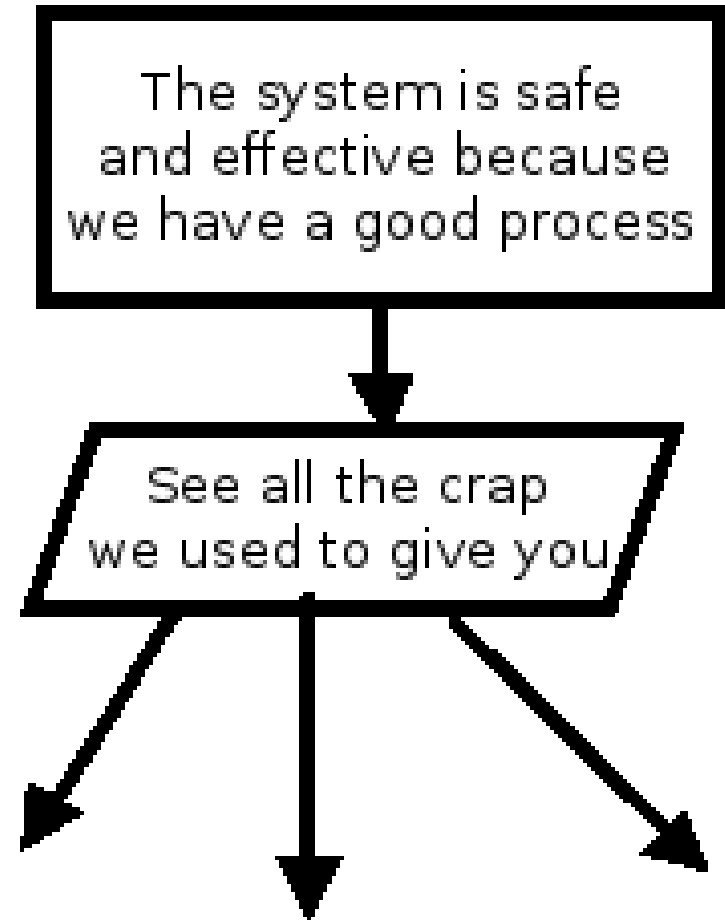 The system is safe
and effective because
we have a good process
See all the crap
we used to give you